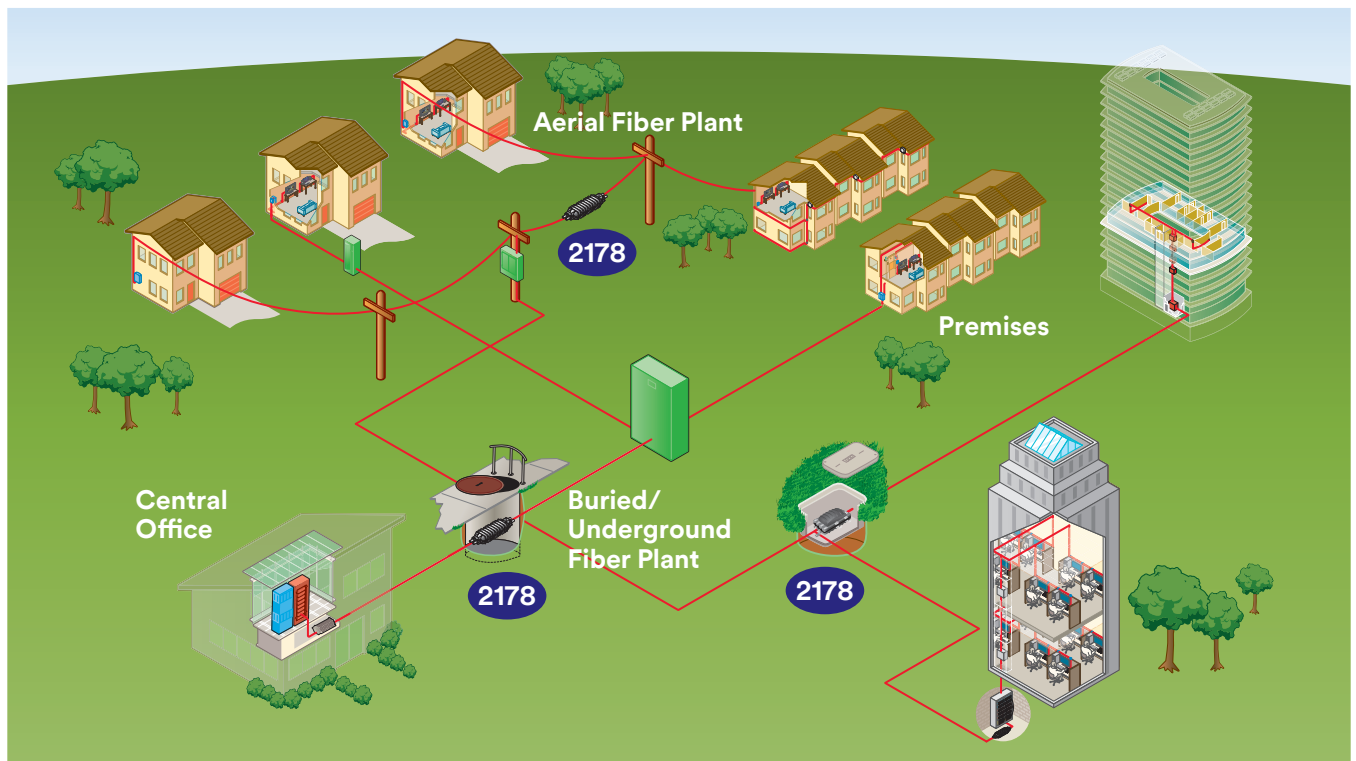 Aerial Fiber Plant
2178
Premises
Central
Office
Buried/
Underground
Fiber Plant
2178
2178